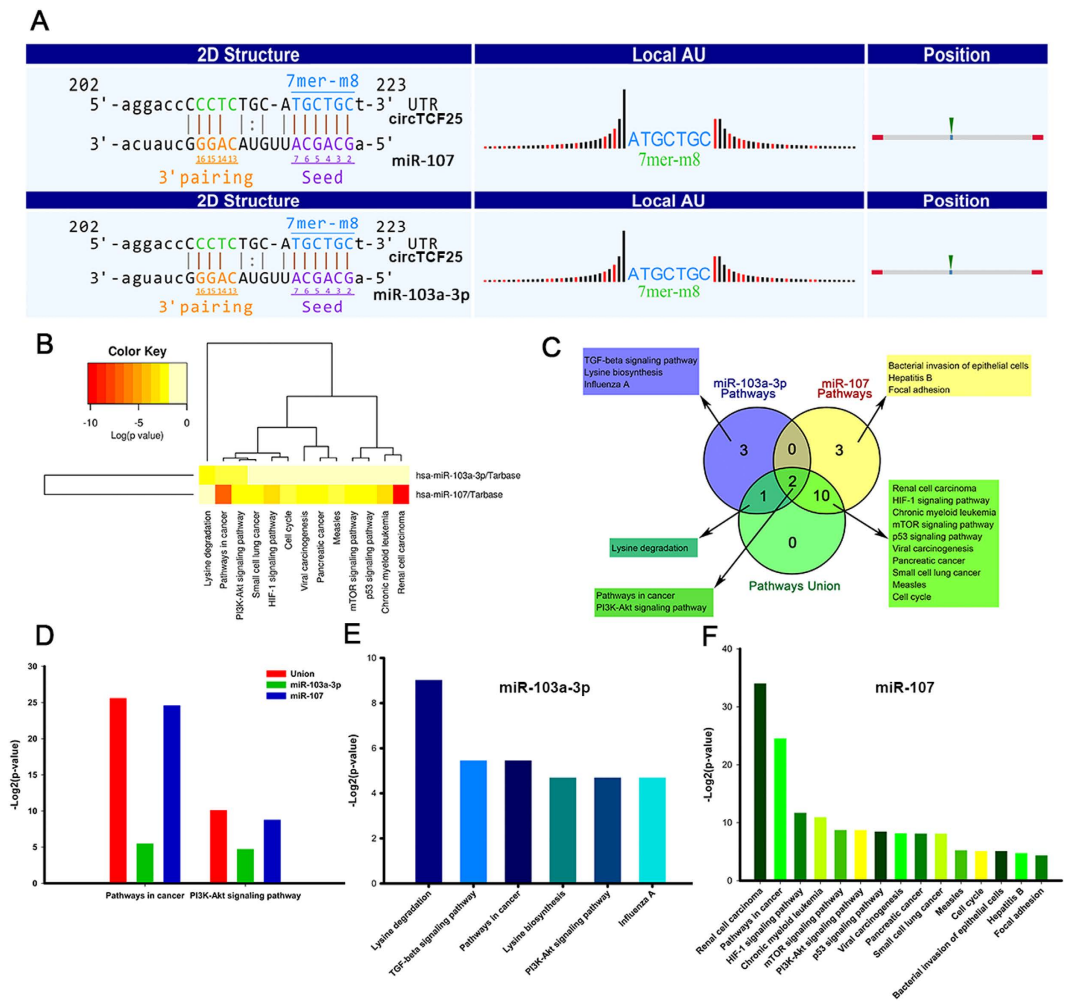 A
2D Structure
Local AU
Position
202
7mer-m8
223
5'-aggaccCCCTCTGC-ATGCTGCt-3' UTR
circTCF25
3'-acuaucGGGACAUGUUACGACGa-5'
miR-107
16 15 14 13
7 6 5 4 3 2
3'pairing
Seed
ATGCTGC
7mer-m8
2D Structure
Local AU
Position
202
7mer-m8
223
5'-aggaccCCCTCTGC-ATGCTGCt-3' UTR
circTCF25
3'-aguaucGGGACAUGUUACGACGa-5'
miR-103a-3p
16 15 14 13
7 6 5 4 3 2
3'pairing
Seed
ATGCTGC
7mer-m8
B
Color Key
-10
-6
-2
0
Log(p value)
hsa-miR-103a-3p/Tarbase
hsa-miR-107/Tarbase
Lysine degradation
Pathways in cancer
PI3K-Akt signaling pathway
Small cell lung cancer
HIF-1 signaling pathway
Cell cycle
Viral carcinogenesis
Pancreatic cancer
Measles
mTOR signaling pathway
p53 signaling pathway
Chronic myeloid leukemia
Renal cell carcinoma
C
TGF-beta signaling pathway
Lysine biosynthesis
Influenza A
miR-103a-3p
Pathways
miR-107
Pathways
Bacterial invasion of epithelial cells
Hepatitis B
Focal adhesion
3
0
3
2
1
10
0
Pathways Union
Lysine degradation
Pathways in cancer
PI3K-Akt signaling pathway
Renal cell carcinoma
HIF-1 signaling pathway
Chronic myeloid leukemia
mTOR signaling pathway
p53 signaling pathway
Viral carcinogenesis
Pancreatic cancer
Small cell lung cancer
Measles
Cell cycle
D
30
25
20
15
10
5
0
-Log2(p-value)
Union
miR-103a-3p
miR-107
Pathways in cancer
PI3K-Akt signaling pathway
E
miR-103a-3p
10
8
6
4
2
0
-Log2(p-value)
Lysine degradation
TGF-beta signaling pathway
Pathways in cancer
Lysine biosynthesis
PI3K-Akt signaling pathway
Influenza A
F
miR-107
40
30
20
10
0
-Log2(p-value)
Renal cell carcinoma
Pathways in cancer
HIF-1 signaling pathway
Chronic myeloid leukemia
mTOR signaling pathway
PI3K-Akt signaling pathway
p53 signaling pathway
Viral carcinogenesis
Pancreatic cancer
Small cell lung cancer
Measles
Cell cycle
Bacterial invasion of epithelial cells
Hepatitis B
Focal adhesion